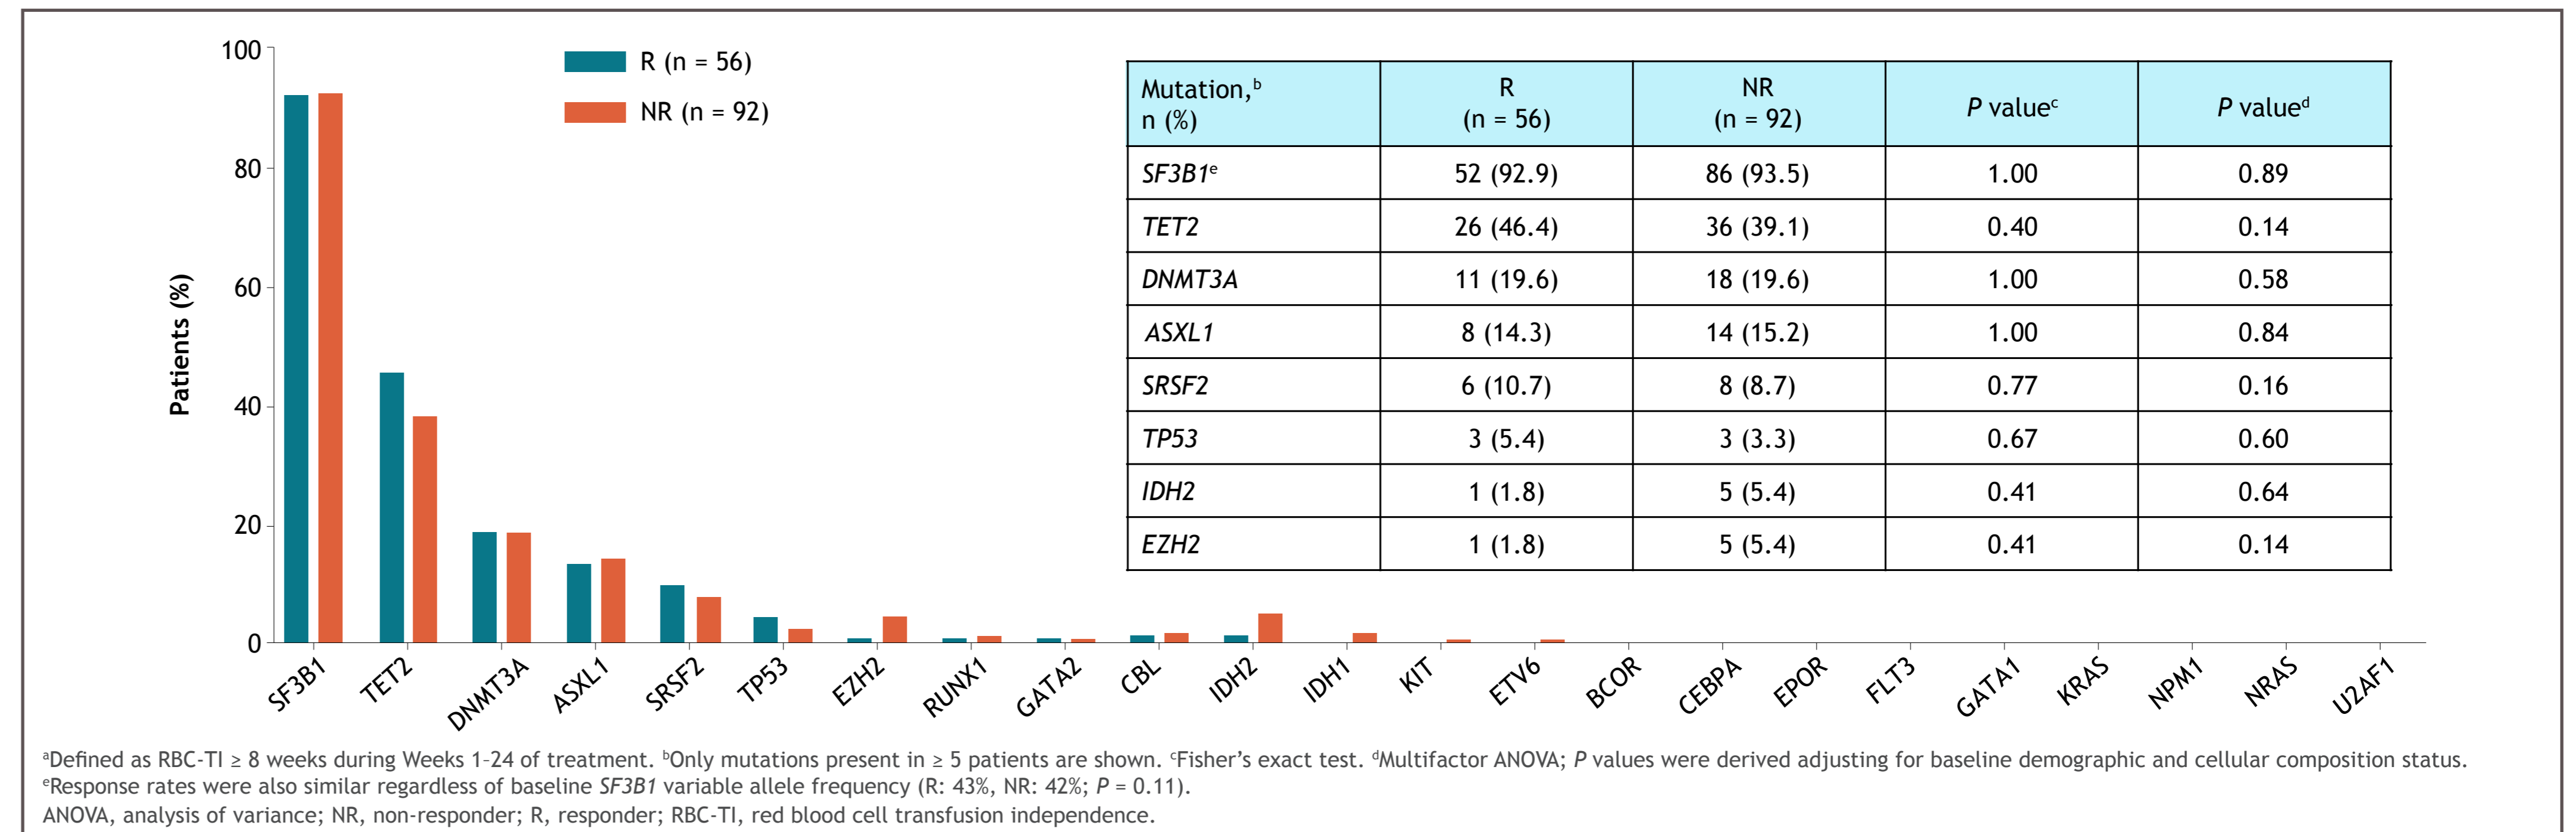 100
80
60
40
20
0
Patients (%)
R (n = 56)
NR (n = 92)
Mutation,ᵇ n (%) R (n = 56) NR (n = 92) P valueᶜ P valueᵈ
SF3B1ᵉ 52 (92.9) 86 (93.5) 1.00 0.89
TET2 26 (46.4) 36 (39.1) 0.40 0.14
DNMT3A 11 (19.6) 18 (19.6) 1.00 0.58
ASXL1 8 (14.3) 14 (15.2) 1.00 0.84
SRSF2 6 (10.7) 8 (8.7) 0.77 0.16
TP53 3 (5.4) 3 (3.3) 0.67 0.60
IDH2 1 (1.8) 5 (5.4) 0.41 0.64
EZH2 1 (1.8) 5 (5.4) 0.41 0.14
SF3B1 TET2 DNMT3A ASXL1 SRSF2 TP53 EZH2 RUNX1 GATA2 CBL IDH2 IDH1 KIT ETV6 BCOR CEBPA EPOR FLT3 GATA1 KRAS NPM1 NRAS U2AF1
ᵃDefined as RBC-TI ≥ 8 weeks during Weeks 1–24 of treatment. ᵇOnly mutations present in ≥ 5 patients are shown. ᶜFisher's exact test. ᵈMultifactor ANOVA; P values were derived adjusting for baseline demographic and cellular composition status.
ᵉResponse rates were also similar regardless of baseline SF3B1 variable allele frequency (R: 43%, NR: 42%; P = 0.11).
ANOVA, analysis of variance; NR, non-responder; R, responder; RBC-TI, red blood cell transfusion independence.